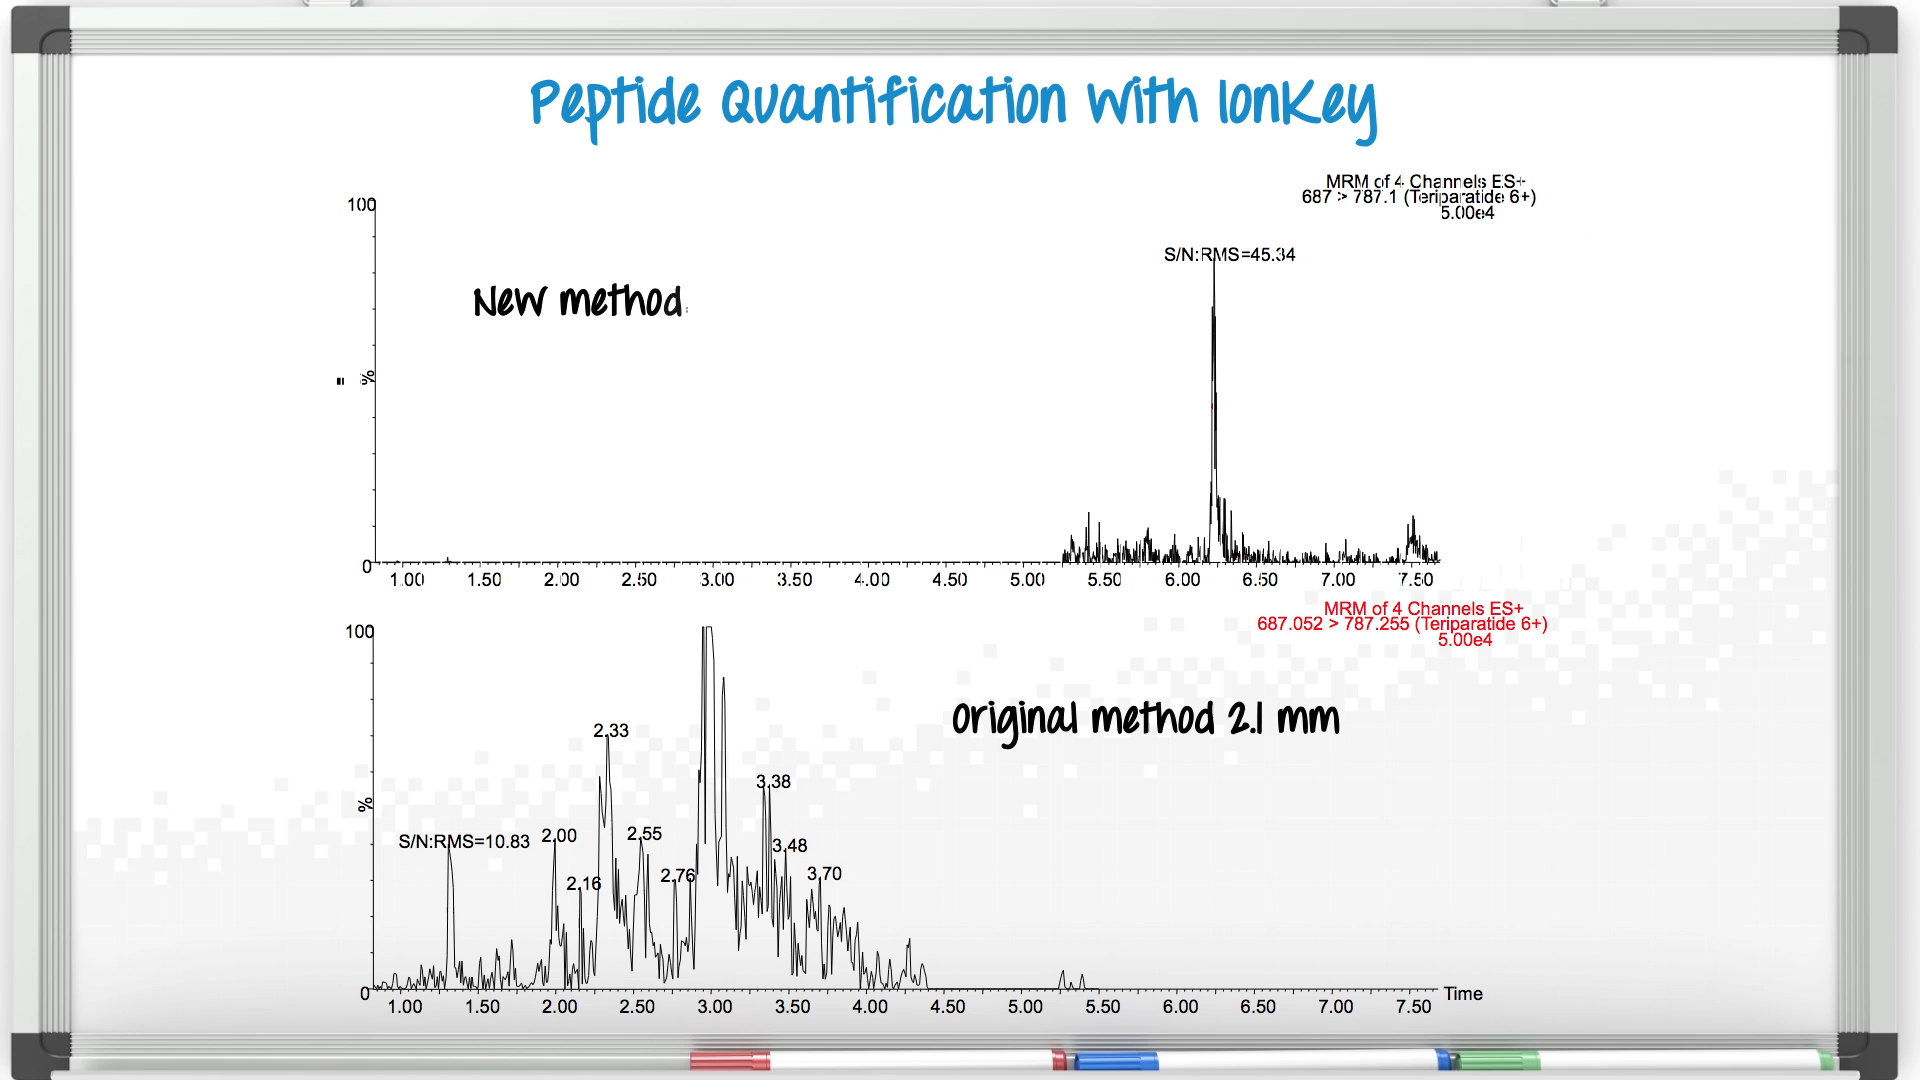 Peptide Quantification with IonKey
MRM of 4 Channels ES+
687 > 787.1 (Teriparatide 6+)
5.00e4
100
S/N:RMS=45.34
New method
%
0
1.00 1.50 2.00 2.50 3.00 3.50 4.00 4.50 5.00 5.50 6.00 6.50 7.00 7.50
MRM of 4 Channels ES+
687.052 > 787.255 (Teriparatide 6+)
5.00e4
100
original method 2.1 mm
2.33
3.38
%
S/N:RMS=10.83 2.00 2.55
3.48
2.16 2.76 3.70
0
Time
1.00 1.50 2.00 2.50 3.00 3.50 4.00 4.50 5.00 5.50 6.00 6.50 7.00 7.50